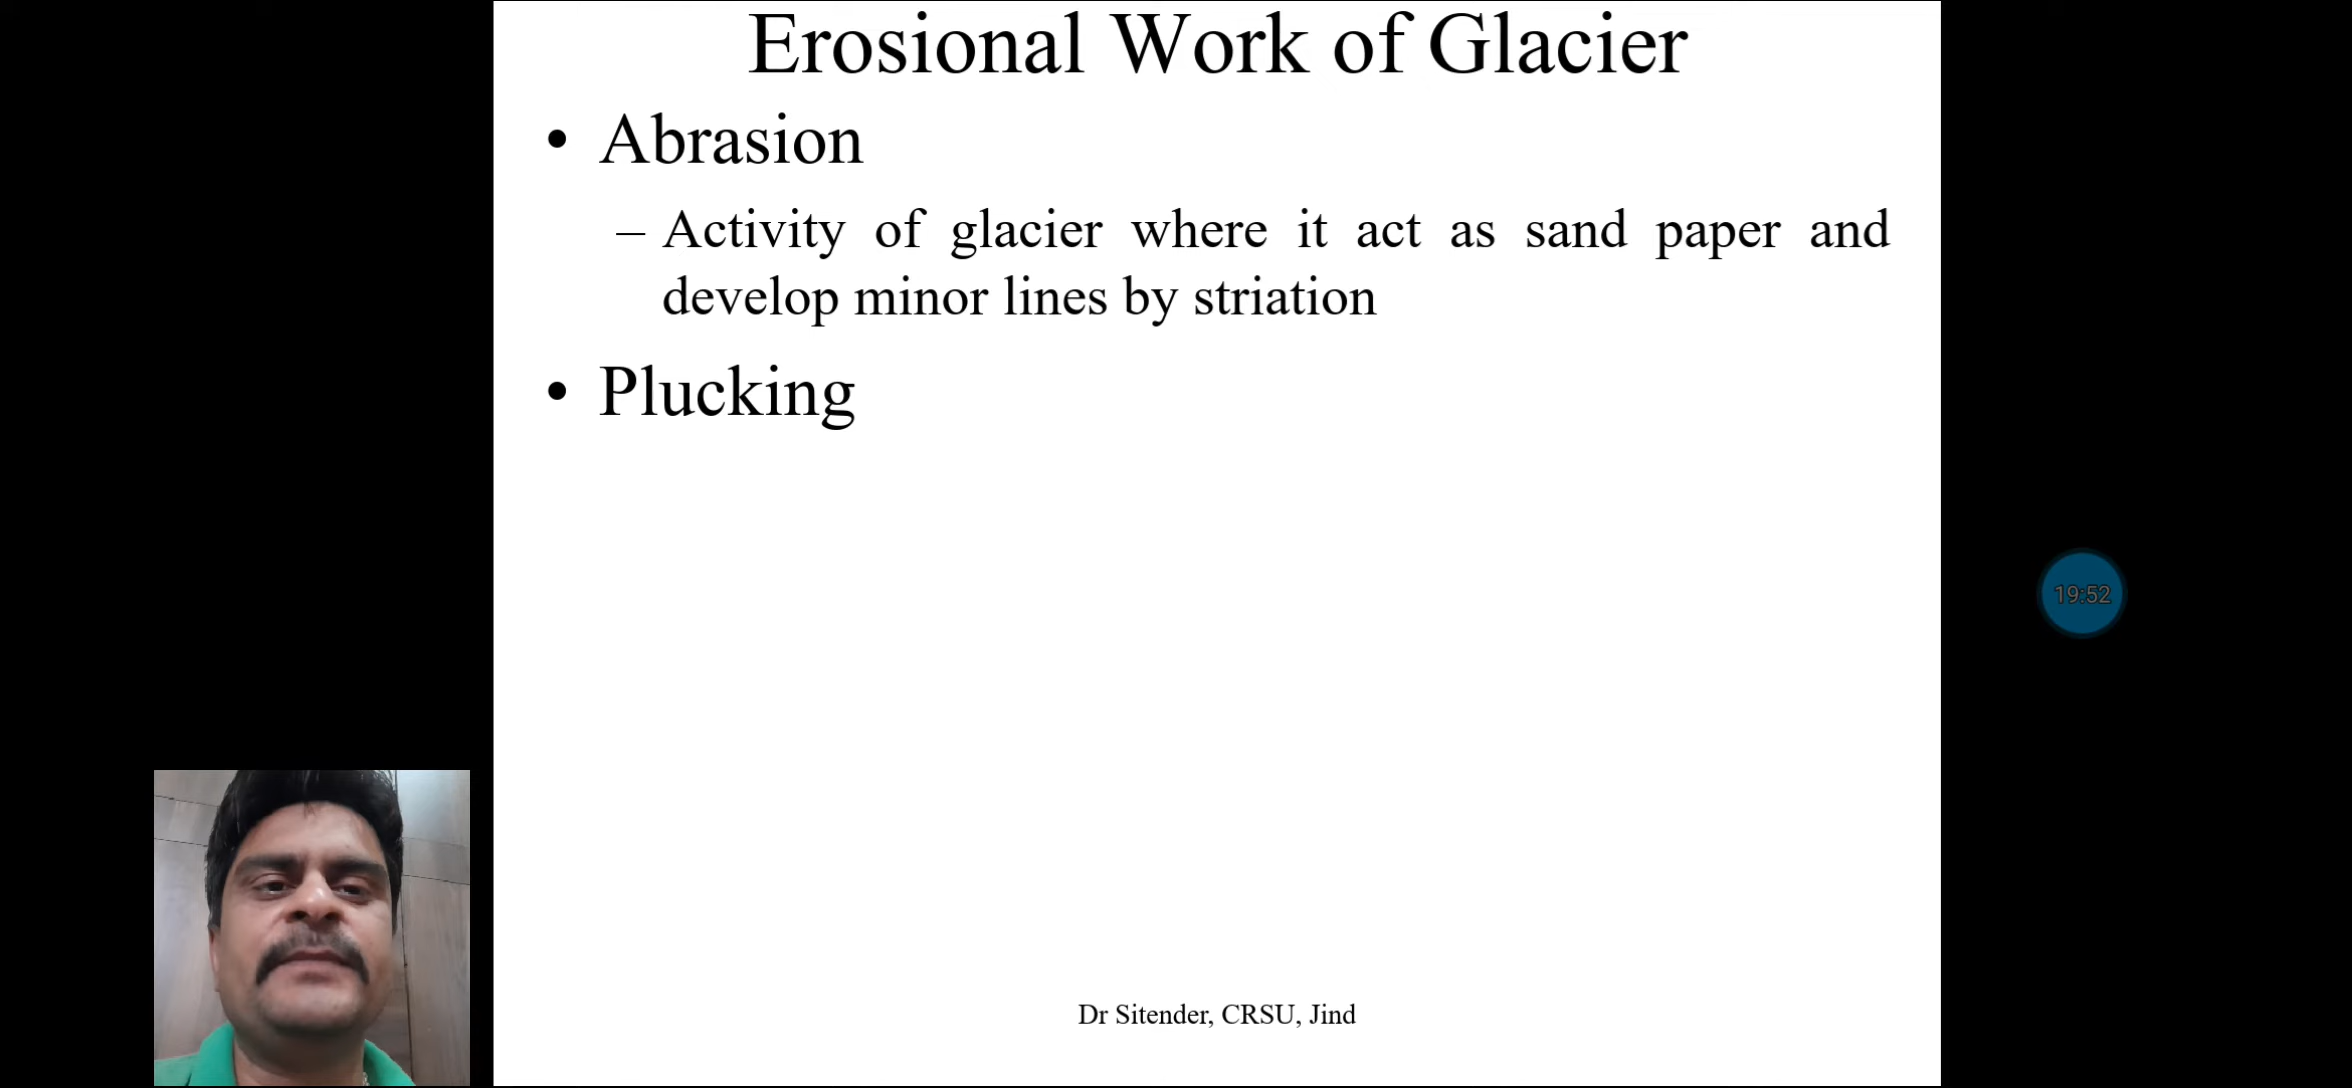 Erosional Work of Glacier
• Abrasion
– Activity of glacier where it act as sand paper and
develop minor lines by striation
• Plucking
19:52
Dr Sitender, CRSU, Jind